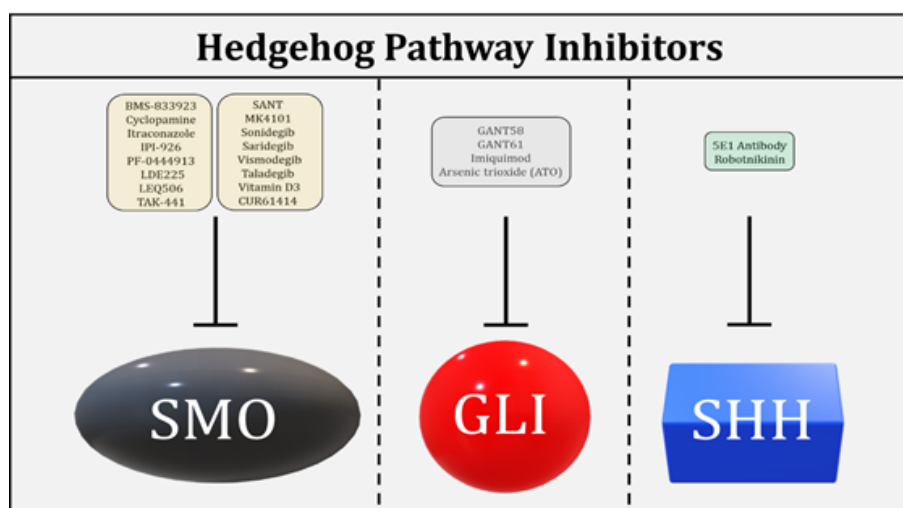 Hedgehog Pathway Inhibitors
BMS-833923
Cyclopamine
Itraconazole
IPI-926
PF-0444913
LDE225
LEQ506
TAK-441
SANT
MK4101
Sonidegib
Saridegib
Vismodegib
Taladegib
Vitamin D3
CUR61414
GANT58
GANT61
Imiquimod
Arsenic trioxide (ATO)
5E1 Antibody
Robotnikinin
SMO
GLI
SHH